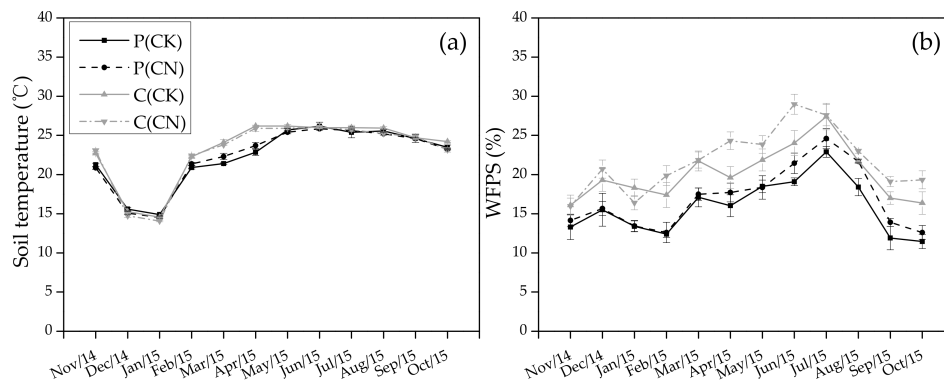 40
35
30
25
20
15
10
5
0
Soil temperature (℃)
P(CK)
P(CN)
C(CK)
C(CN)
(a)
Nov/14
Dec/14
Jan/15
Feb/15
Mar/15
Apr/15
May/15
Jun/15
Jul/15
Aug/15
Sep/15
Oct/15
40
35
30
25
20
15
10
5
0
WFPS (%)
(b)
Nov/14
Dec/14
Jan/15
Feb/15
Mar/15
Apr/15
May/15
Jun/15
Jul/15
Aug/15
Sep/15
Oct/15